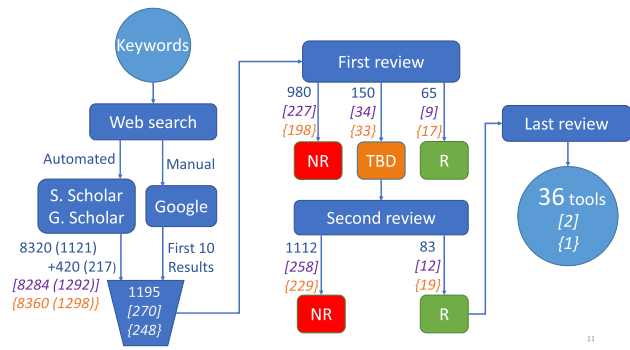 Keywords
Web search
Automated
Manual
S. Scholar
G. Scholar
Google
8320 (1121)
+420 (217)
[8284 (1292)]
{8360 (1298)}
First 10
Results
1195
[270]
{248}
First review
980
[227]
{198}
150
[34]
{33}
65
[9]
{17}
NR
TBD
R
Second review
1112
[258]
{229}
83
[12]
{19}
NR
R
Last review
36 tools
[2]
{1}
11